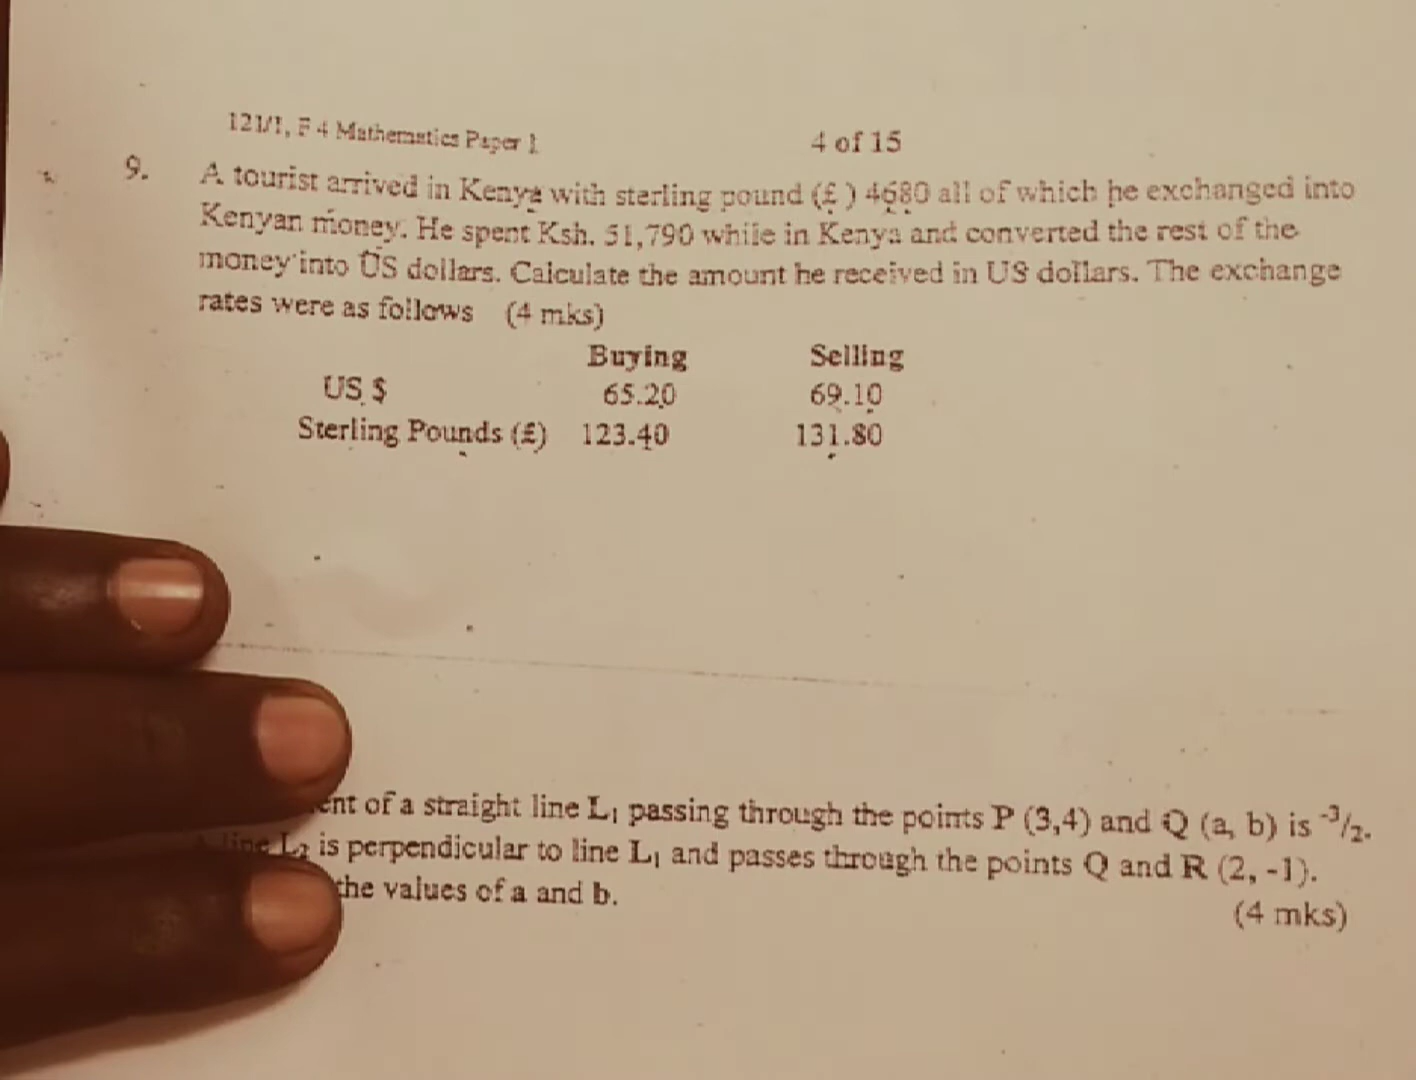 121/1, F 4 Mathematics Paper 1 4 of 15
9. A tourist arrived in Kenya with sterling pound (£ ) 4680 all of which he exchanged into
Kenyan money. He spent Ksh. 51,790 while in Kenya and converted the rest of the
money into US dollars. Calculate the amount he received in US dollars. The exchange
rates were as follows (4 mks)
Buying Selling
US $ 65.20 69.10
Sterling Pounds (£) 123.40 131.80
of a straight line L₁ passing through the points P (3,4) and Q (a, b) is ⁻³/₂.
line L₂ is perpendicular to line L₁ and passes through the points Q and R (2, -1).
the values of a and b.
(4 mks)